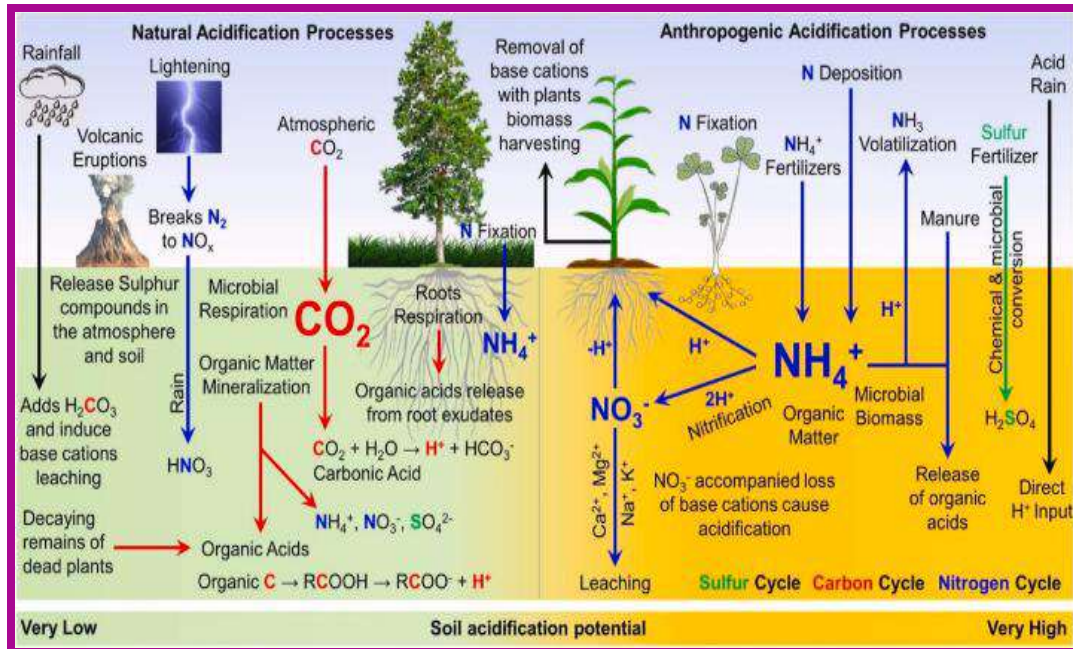 Natural Acidification Processes
Anthropogenic Acidification Processes
Rainfall
Lightening
Volcanic
Eruptions
Breaks N₂
to NOₓ
Release Sulphur
compounds in
the atmosphere
and soil
Rain
HNO₃
Adds H₂CO₃
and induce
base cations
leaching
Decaying
remains of
dead plants
Atmospheric
CO₂
Microbial
Respiration
CO₂
Organic Matter
Mineralization
Roots
Respiration
Organic acids release
from root exudates
CO₂ + H₂O → H⁺ + HCO₃⁻
Carbonic Acid
NH₄⁺, NO₃⁻, SO₄²⁻
Organic Acids
Organic C → RCOOH → RCOO⁻ + H⁺
N Fixation
NH₄⁺
Removal of
base cations
with plants
biomass
harvesting
N Fixation
N Deposition
NH₄⁺
Fertilizers
NH₃
Volatilization
Manure
Sulfur
Fertilizer
Acid
Rain
Chemical & microbial
conversion
H₂SO₄
Direct
H⁺ Input
-H⁺
H⁺
H⁺
NH₄⁺
2H⁺
Nitrification
NO₃⁻
Organic
Matter
Microbial
Biomass
Release
of organic
acids
NO₃⁻ accompanied loss
of base cations cause
acidification
Ca²⁺, Mg²⁺
Na⁺, K⁺
Leaching
Sulfur Cycle Carbon Cycle Nitrogen Cycle
Very Low
Soil acidification potential
Very High